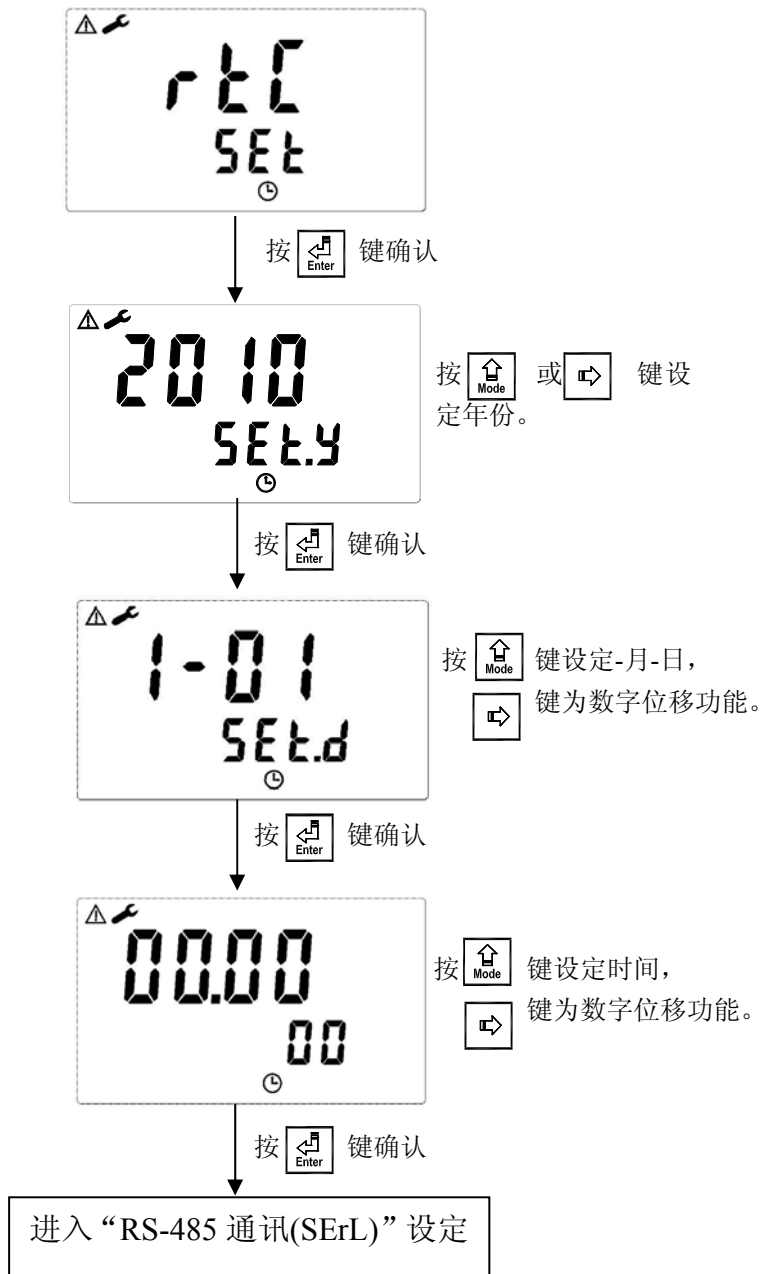 rtC
SEt
按 Enter 键确认
2010
SEt.y
按 Mode 或 键设
定年份。
按 Enter 键确认
1-01
SEt.d
按 Mode 键设定-月-日，
键为数字位移功能。
按 Enter 键确认
00.00
00
按 Mode 键设定时间，
键为数字位移功能。
按 Enter 键确认
进入“RS-485 通讯(SErL)”设定